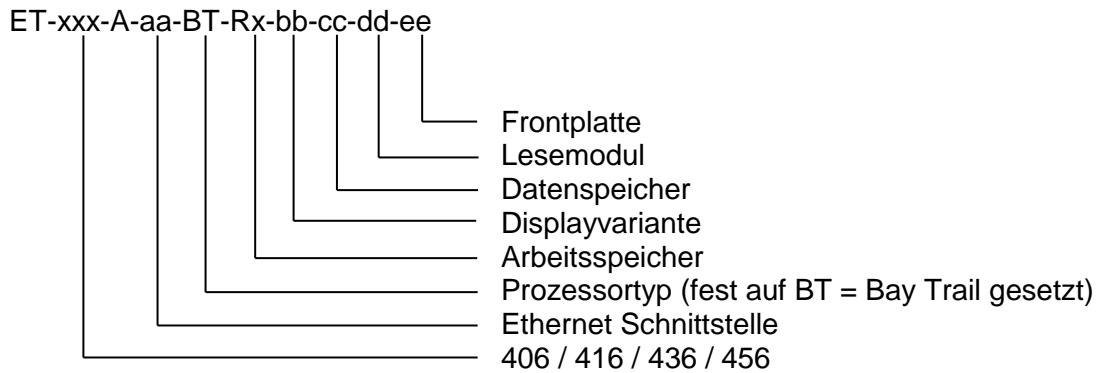 ET-xxx-A-aa-BT-Rx-bb-cc-dd-ee
Frontplatte
Lesemodul
Datenspeicher
Displayvariante
Arbeitsspeicher
Prozessortyp (fest auf BT = Bay Trail gesetzt)
Ethernet Schnittstelle
406 / 416 / 436 / 456